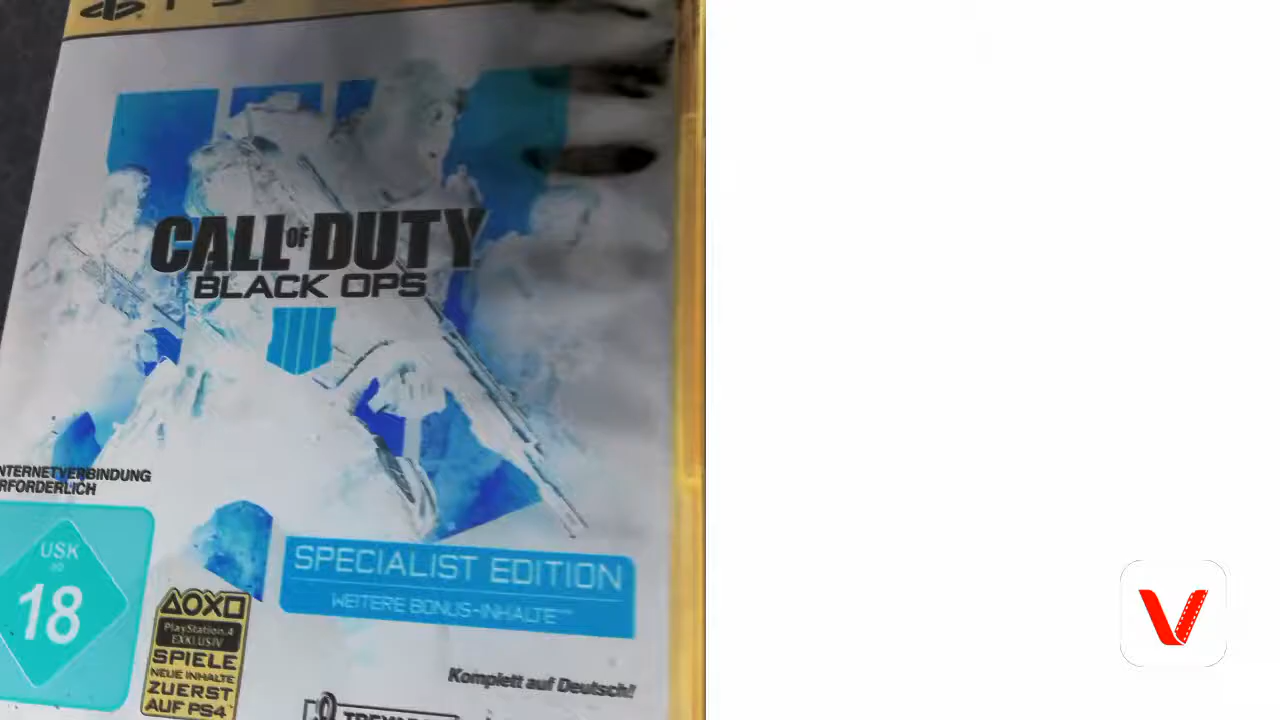 CALL OF DUTY
BLACK OPS
INTERNETVERBINDUNG
ERFORDERLICH
USK
ab
18
PlayStation.4
EXKLUSIV
SPIELE
NEUE INHALTE
ZUERST
AUF PS4
SPECIALIST EDITION
WEITERE BONUS-INHALTE
Komplett auf Deutsch!